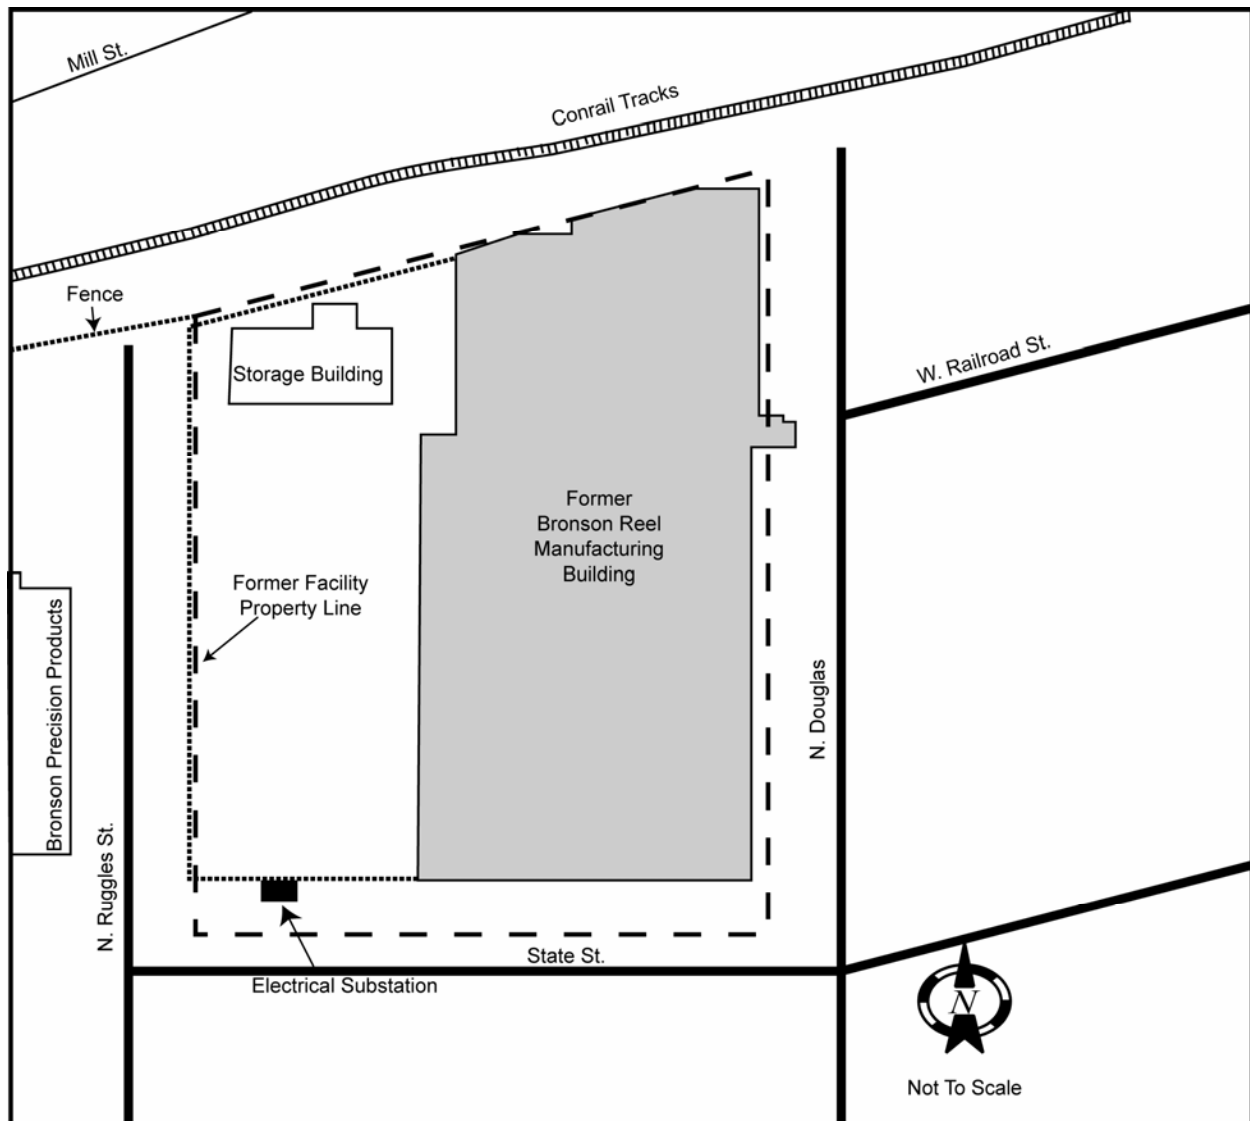 Mill St.
Conrail Tracks
Fence
Storage Building
W. Railroad St.
Former
Bronson Reel
Manufacturing
Building
Former Facility
Property Line
Bronson Precision Products
N. Ruggles St.
N. Douglas
State St.
Electrical Substation
N
Not To Scale